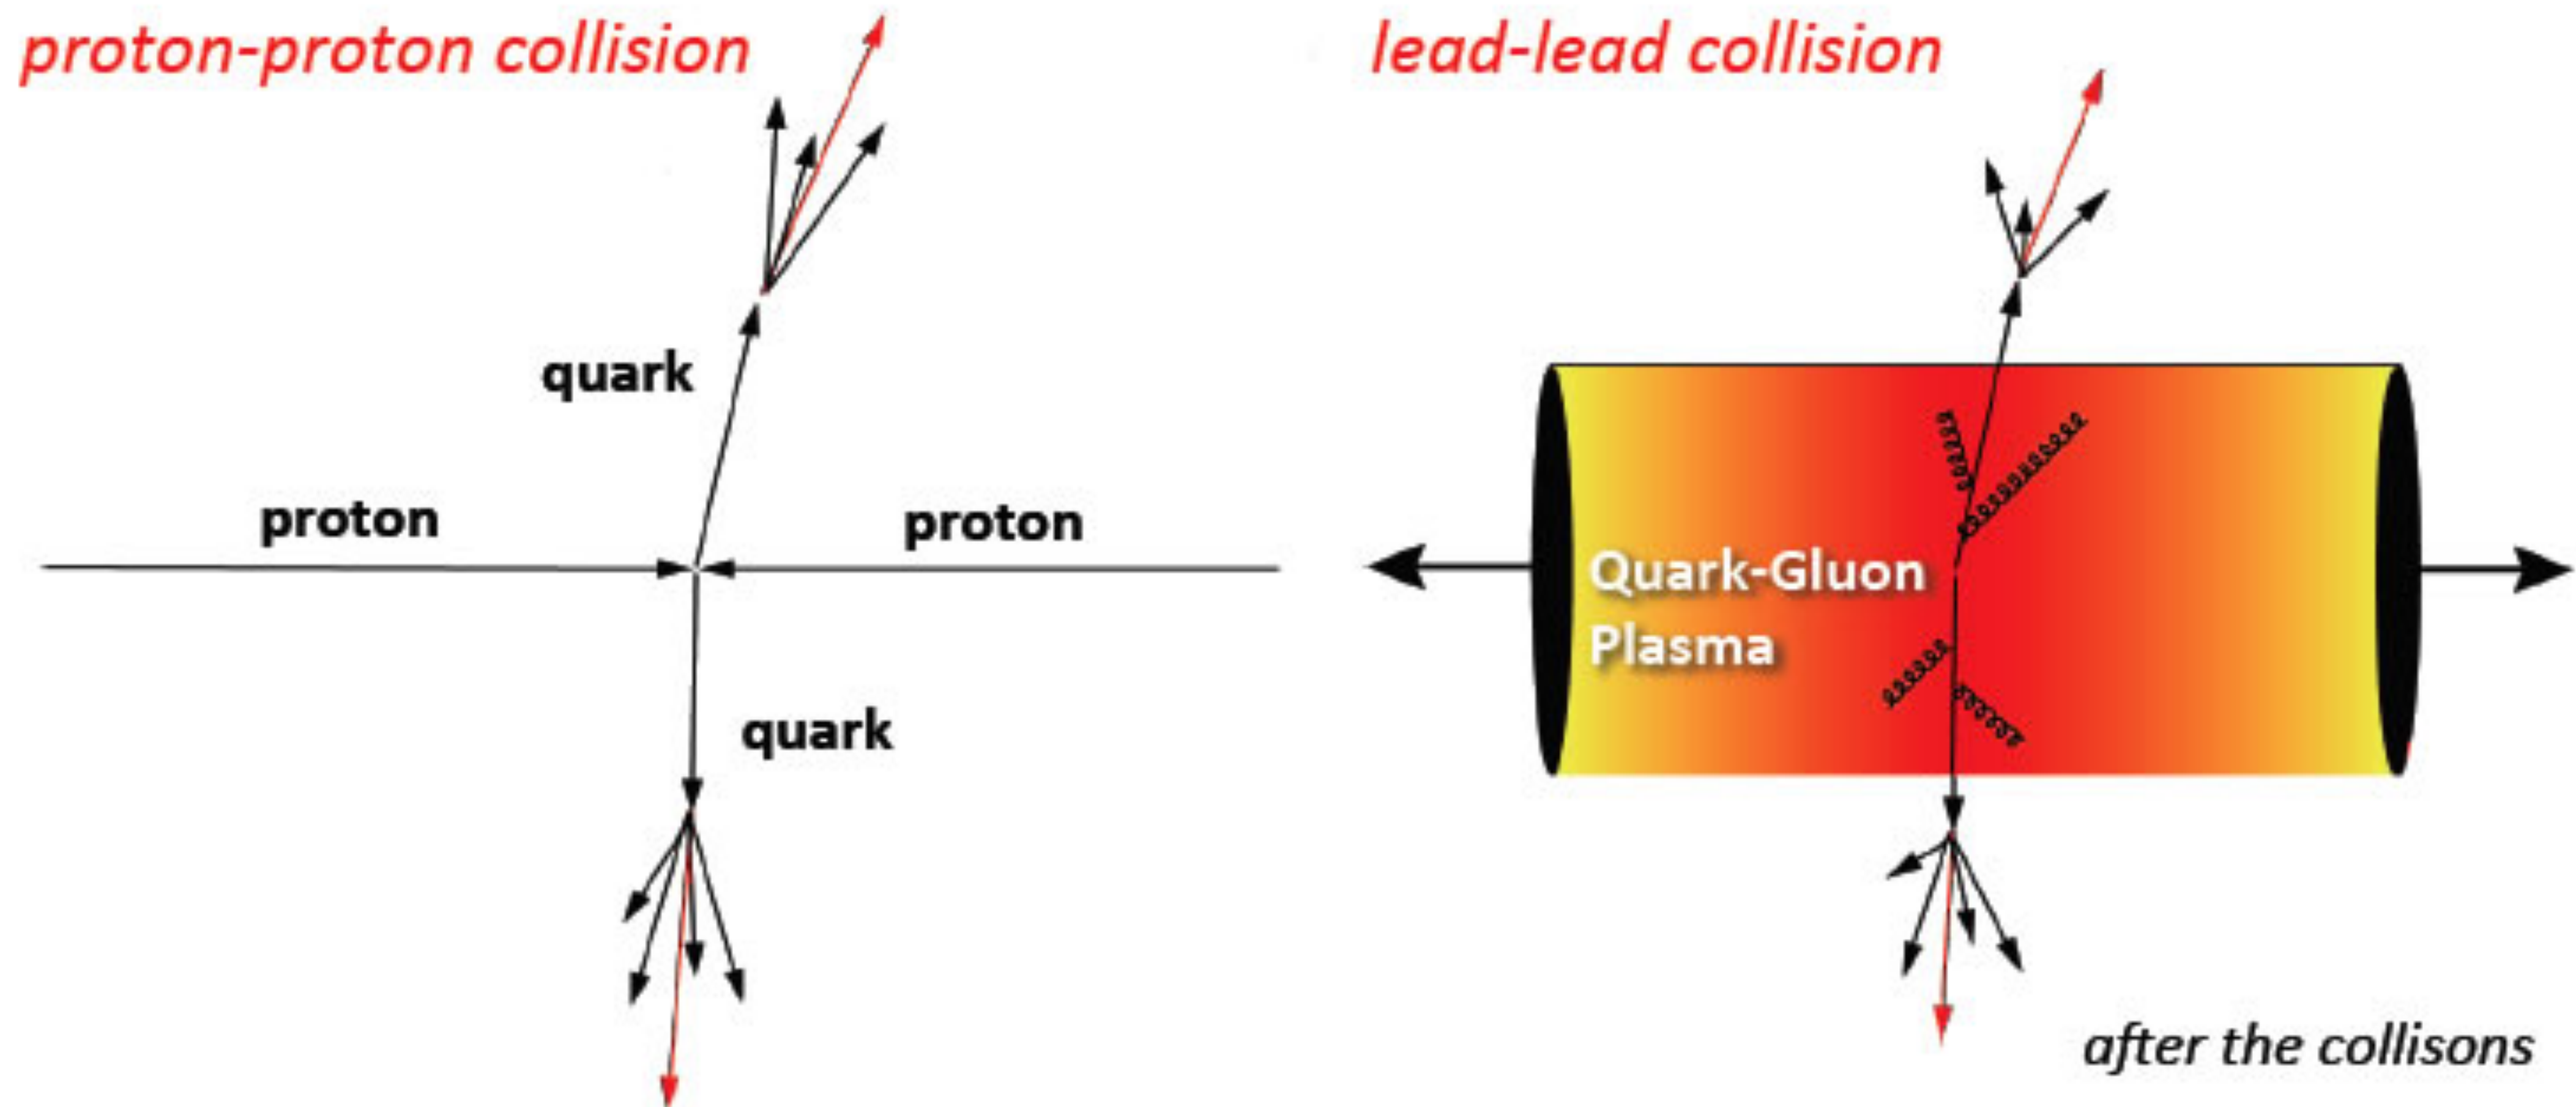 proton-proton collision
lead-lead collision
quark
proton
proton
Quark-Gluon
Plasma
quark
after the collisons